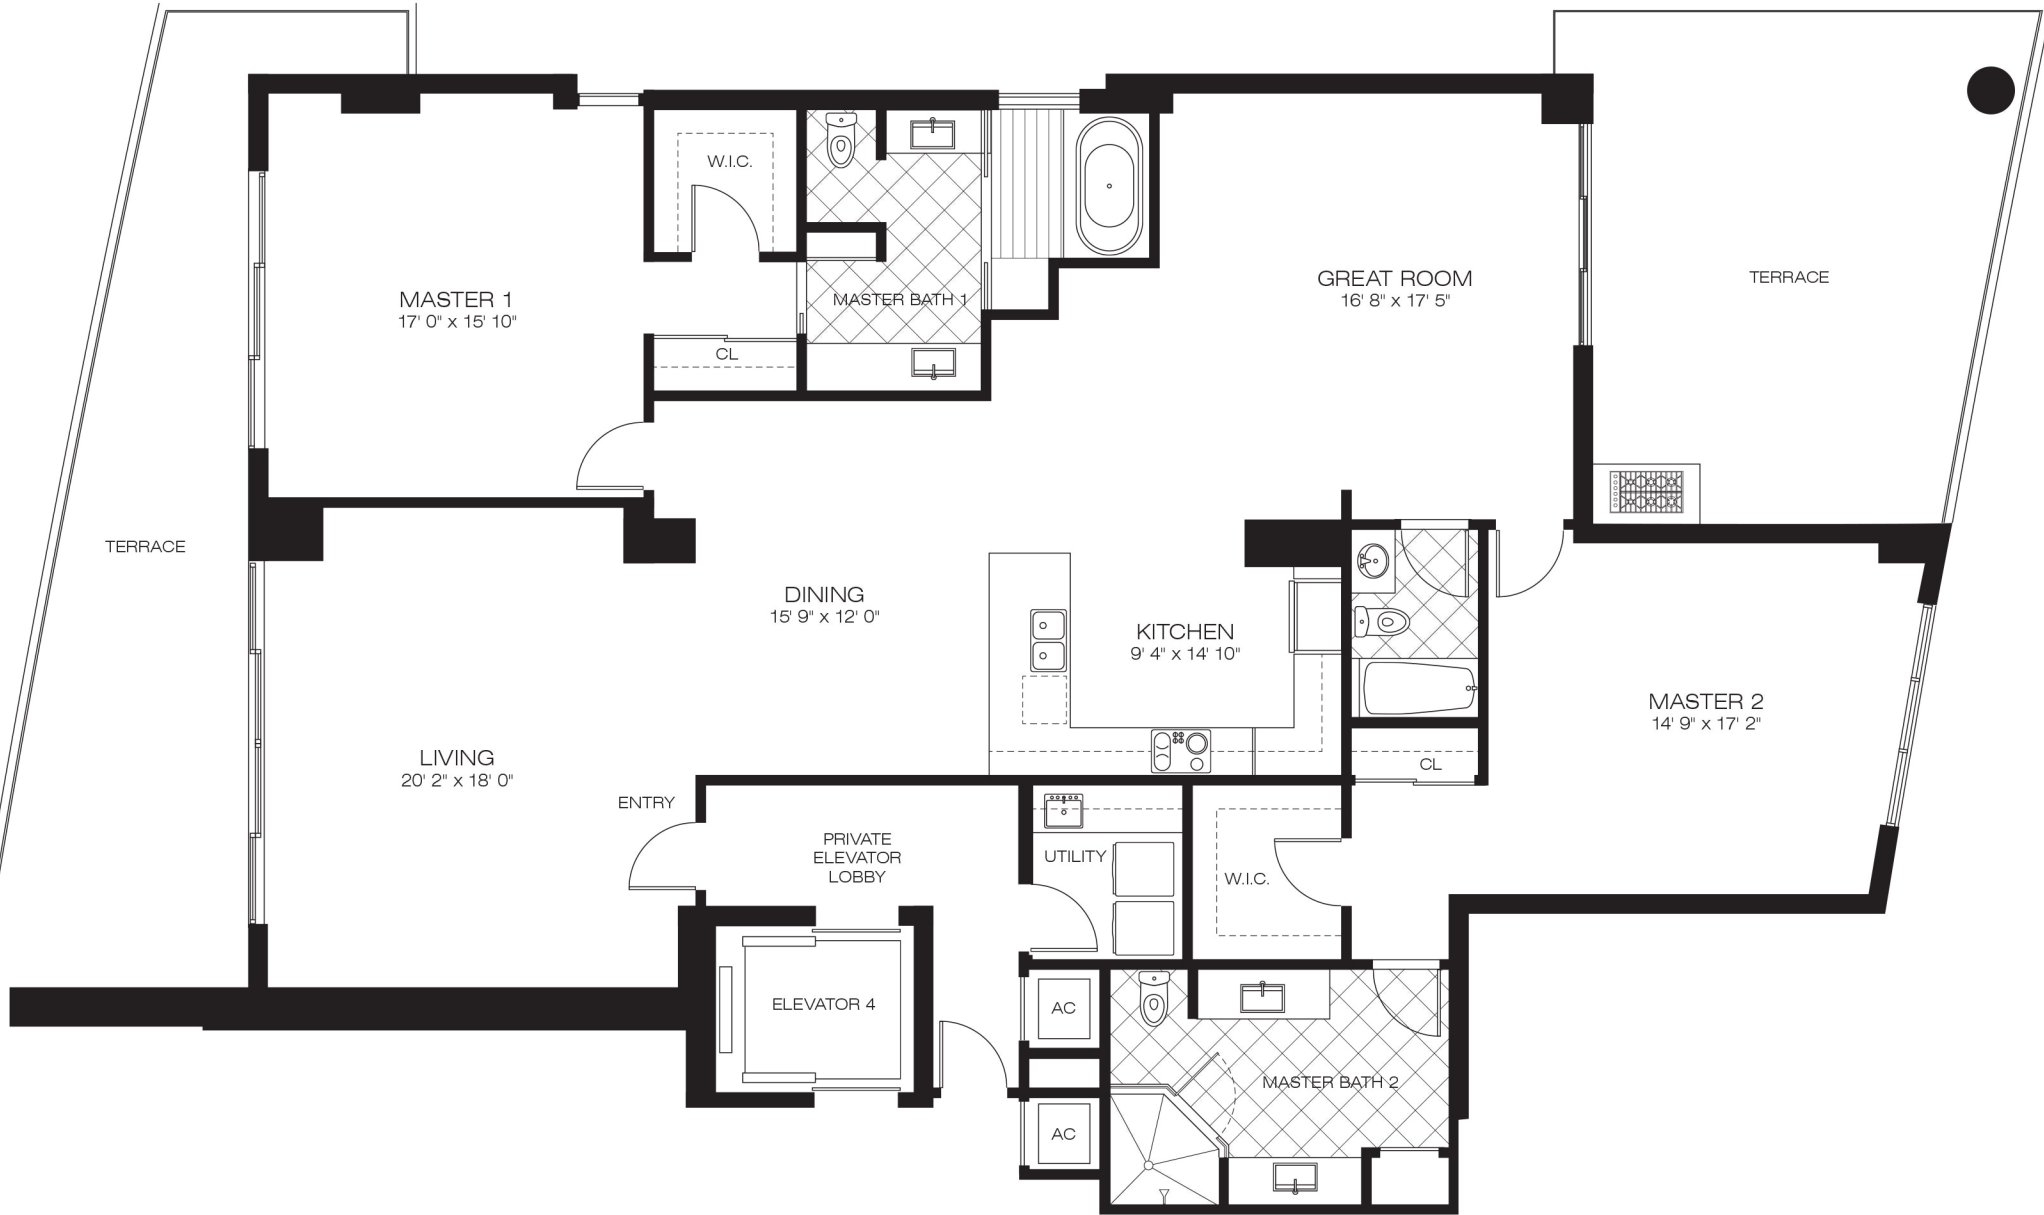 W.I.C.
MASTER 1
17' 0" x 15' 10"
MASTER BATH 1
CL
GREAT ROOM
16' 8" x 17' 5"
TERRACE
TERRACE
DINING
15' 9" x 12' 0"
KITCHEN
9' 4" x 14' 10"
MASTER 2
14' 9" x 17' 2"
LIVING
20' 2" x 18' 0"
CL
ENTRY
PRIVATE
ELEVATOR
LOBBY
UTILITY
W.I.C.
ELEVATOR 4
AC
MASTER BATH 2
AC